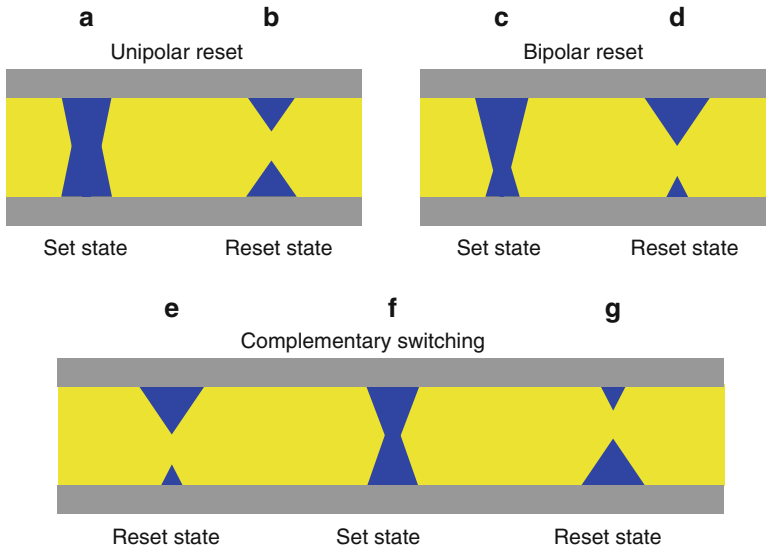 a b c d
Unipolar reset Bipolar reset
Set state Reset state Set state Reset state
e f g
Complementary switching
Reset state Set state Reset state